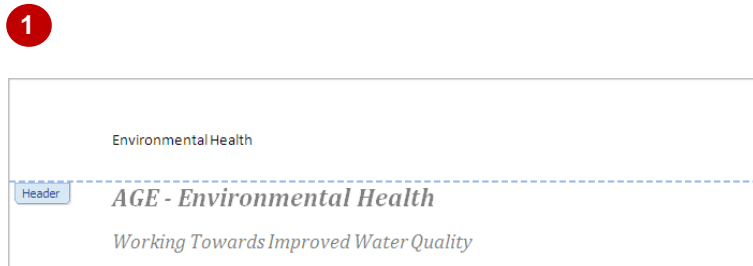 1
Environmental Health
Header
AGE - Environmental Health
Working Towards Improved Water Quality